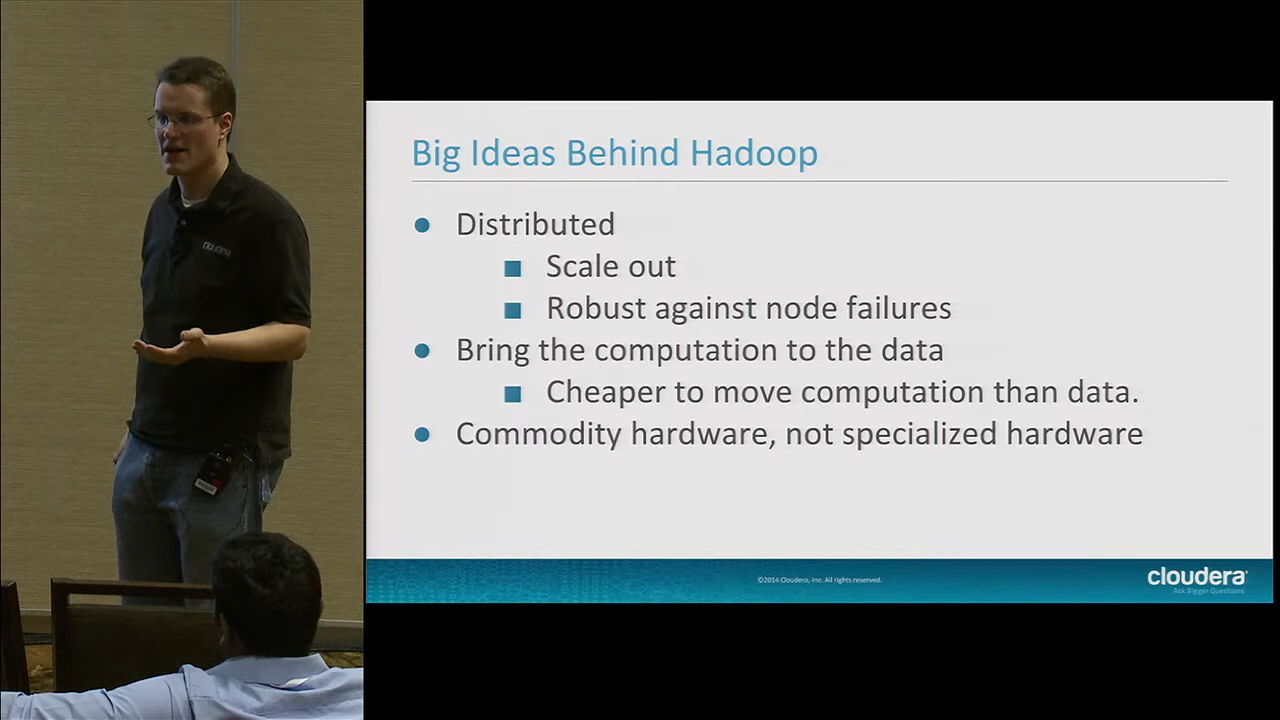 Big Ideas Behind Hadoop
Distributed
Scale out
Robust against node failures
Bring the computation to the data
Cheaper to move computation than data.
Commodity hardware, not specialized hardware
©2014 Cloudera, Inc. All rights reserved.
cloudera
Ask Bigger Questions
cloudera